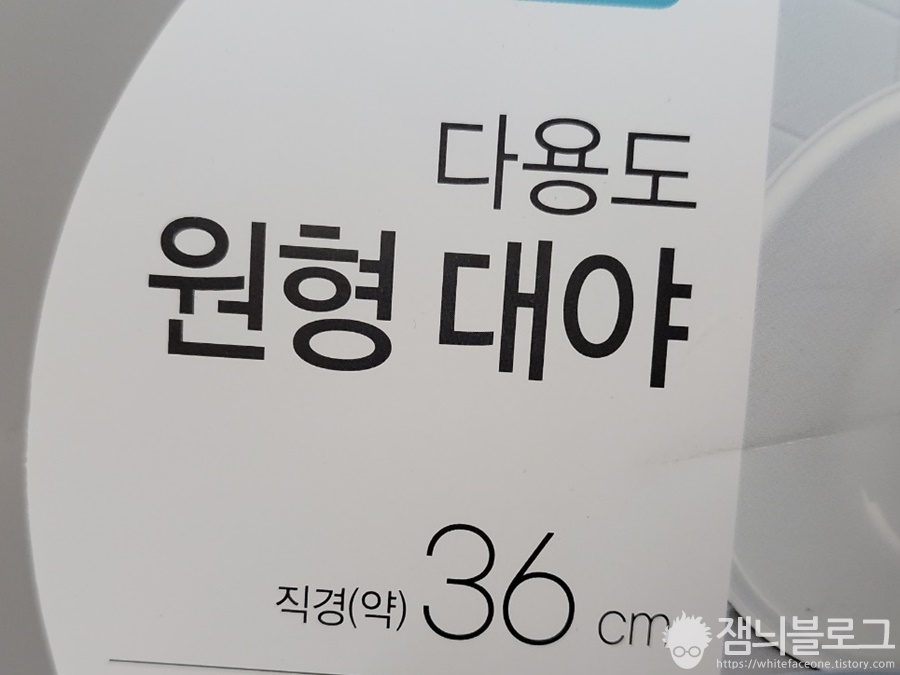 다용도
원형 대야
직경(약) 36 cm
잼늬블로그
https://whitefaceone.tistory.com